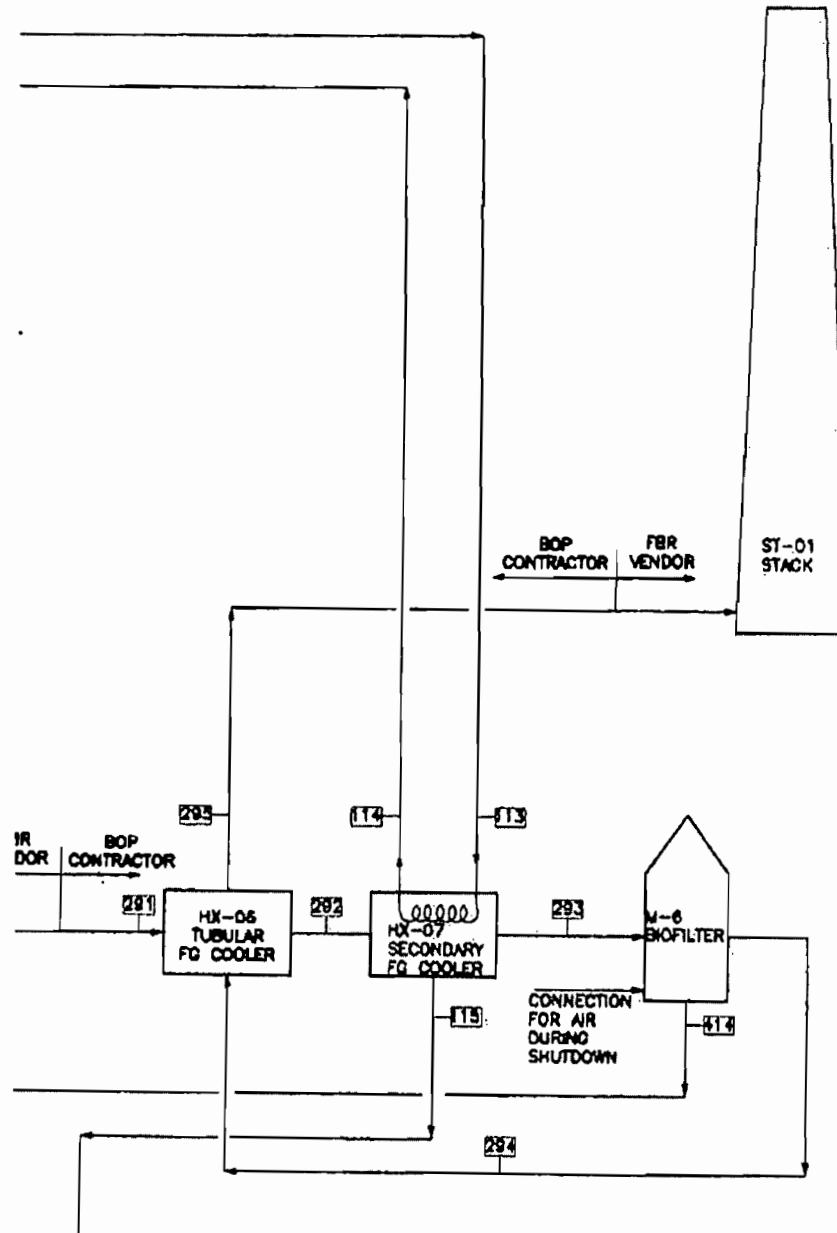 BOP
CONTRACTOR
FBR
VENDOR
ST-01
STACK
295
114
113
DOR
BOP
CONTRACTOR
291
HX-06
TUBULAR
FG COOLER
292
HX-07
SECONDARY
FG COOLER
293
M-6
BIOFILTER
CONNECTION
FOR AIR
DURING
SHUTDOWN
115
414
294